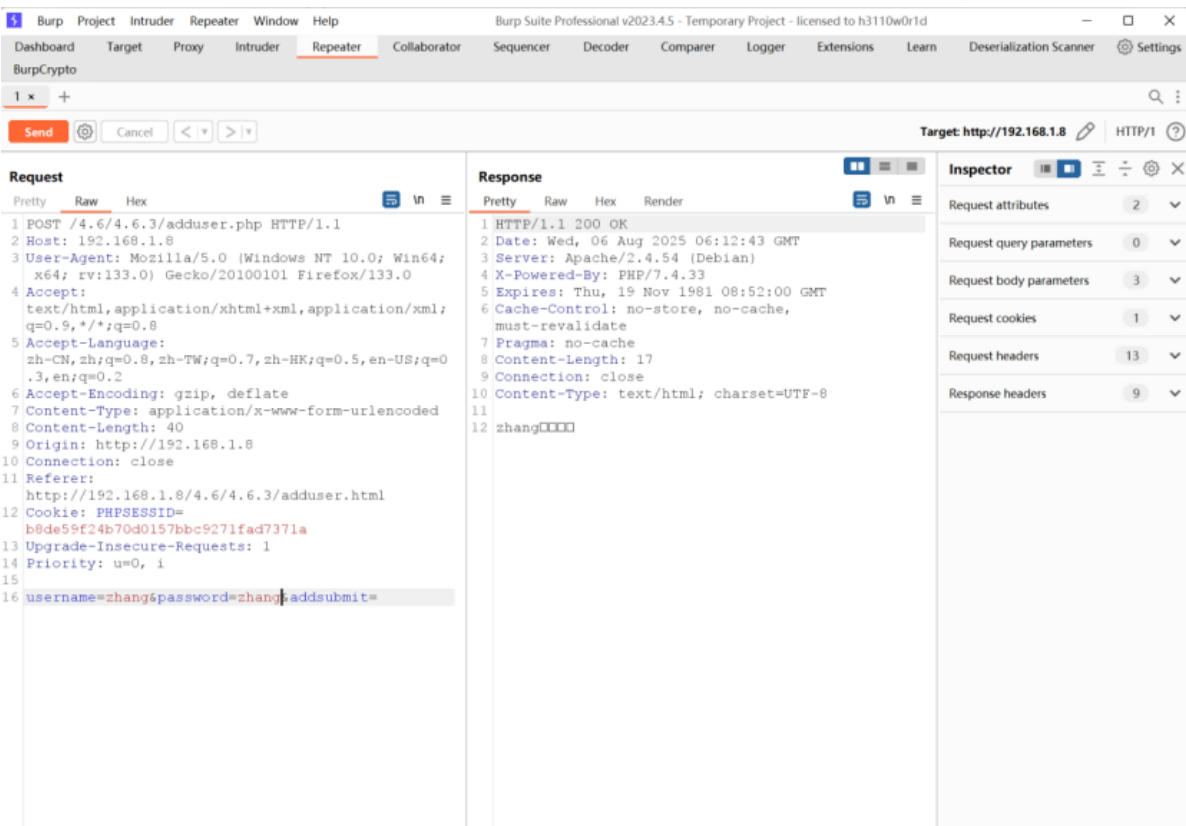 Burp Project Intruder Repeater Window Help Burp Suite Professional v2023.4.5 - Temporary Project - licensed to h3110w0r1d
Dashboard Target Proxy Intruder Repeater Collaborator Sequencer Decoder Comparer Logger Extensions Learn Deserialization Scanner Settings
BurpCrypto
1 × +
Send Cancel < > Target: http://192.168.1.8 HTTP/1
Request
Pretty Raw Hex \n
1 POST /4.6/4.6.3/adduser.php HTTP/1.1
2 Host: 192.168.1.8
3 User-Agent: Mozilla/5.0 (Windows NT 10.0; Win64;
x64; rv:133.0) Gecko/20100101 Firefox/133.0
4 Accept:
text/html,application/xhtml+xml,application/xml;
q=0.9,*/*;q=0.8
5 Accept-Language:
zh-CN,zh;q=0.8,zh-TW;q=0.7,zh-HK;q=0.5,en-US;q=0
.3,en;q=0.2
6 Accept-Encoding: gzip, deflate
7 Content-Type: application/x-www-form-urlencoded
8 Content-Length: 40
9 Origin: http://192.168.1.8
10 Connection: close
11 Referer:
http://192.168.1.8/4.6/4.6.3/adduser.html
12 Cookie: PHPSESSID=
b8de59f24b70d0157bbc9271fad7371a
13 Upgrade-Insecure-Requests: 1
14 Priority: u=0, i
15
16 username=zhang&password=zhang&addsubmit=
Response
Pretty Raw Hex Render \n
1 HTTP/1.1 200 OK
2 Date: Wed, 06 Aug 2025 06:12:43 GMT
3 Server: Apache/2.4.54 (Debian)
4 X-Powered-By: PHP/7.4.33
5 Expires: Thu, 19 Nov 1981 08:52:00 GMT
6 Cache-Control: no-store, no-cache,
must-revalidate
7 Pragma: no-cache
8 Content-Length: 17
9 Connection: close
10 Content-Type: text/html; charset=UTF-8
11
12 zhang□□□□
Inspector
Request attributes 2
Request query parameters 0
Request body parameters 3
Request cookies 1
Request headers 13
Response headers 9